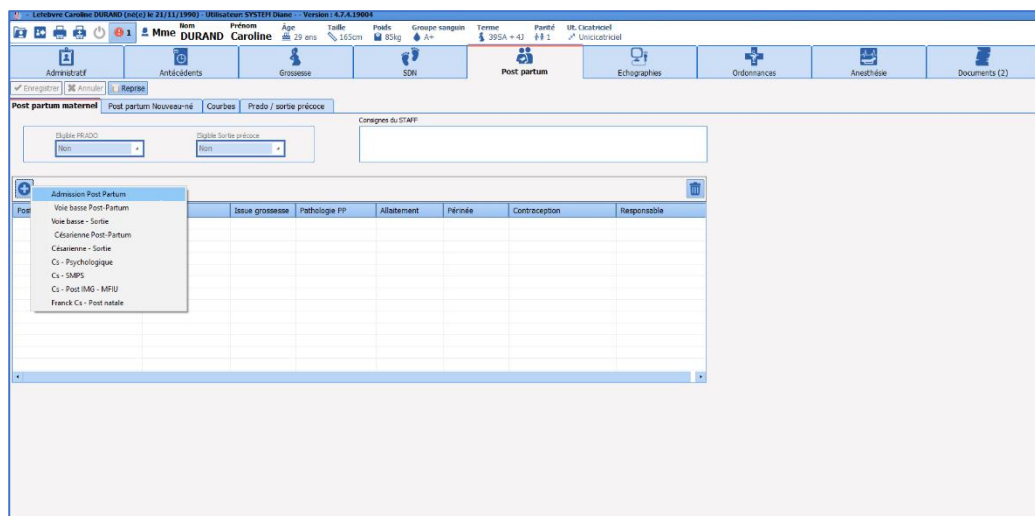 - Lefebvre Caroline DURAND (né(e) le 21/11/1990) - Utilisateur: SYSTEM Diane - - Version : 4.7.4.19004
1 Mme Nom DURAND Prénom Caroline Âge 29 ans Taille 165cm Poids 85kg Groupe sanguin A+ Terme 39SA + 4J Parité 1 Ut. Cicatriciel Unicicatriciel
Administratif Antécédents Grossesse SDN Post partum Echographies Ordonnances Anesthésie Documents (2)
Enregistrer Annuler Reprise
Post partum maternel Post partum Nouveau-né Courbes Prado / sortie précoce
Consignes du STAFF
Eligible PRADO Eligible Sortie précoce
Non Non
Admission Post Partum
Voie basse Post-Partum
Post Issue grossesse Pathologie PP Allaitement Périnée Contraception Responsable
Voie basse - Sortie
Césarienne Post-Partum
Césarienne - Sortie
Cs - Psychologique
Cs - SMPS
Cs - Post IMG - MFIU
Franck Cs - Post natale